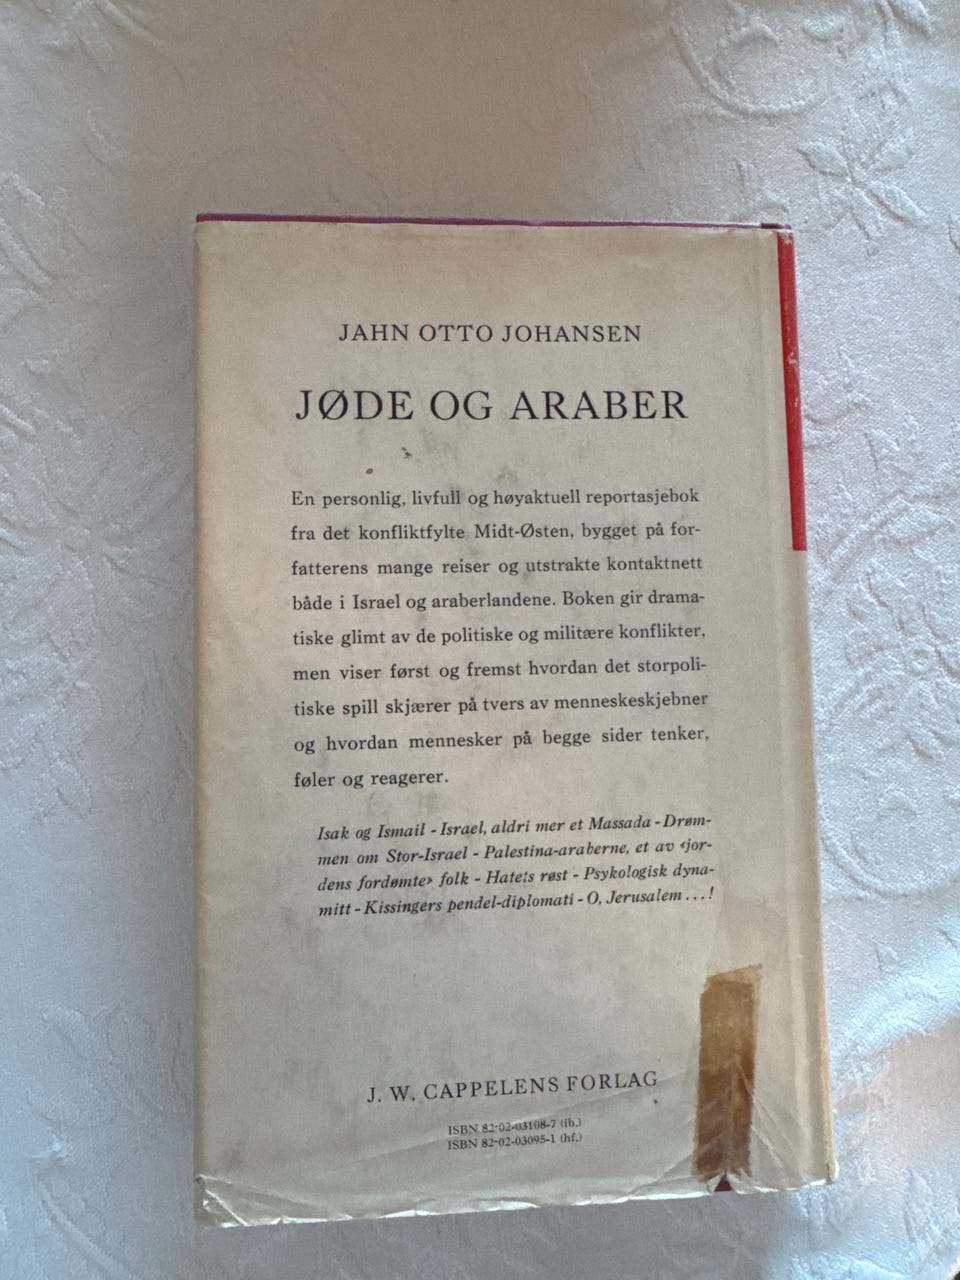 JAHN OTTO JOHANSEN
JØDE OG ARABER
En personlig, livfull og høyaktuell reportasjebok
fra det konfliktfylte Midt-Østen, bygget på for-
fatterens mange reiser og utstrakte kontaktnett
både i Israel og araberlandene. Boken gir drama-
tiske glimt av de politiske og militære konflikter,
men viser først og fremst hvordan det storpoli-
tiske spill skjærer på tvers av menneskeskjebner
og hvordan mennesker på begge sider tenker,
føler og reagerer.
Isak og Ismail - Israel, aldri mer et Massada - Drøm-
men om Stor-Israel - Palestina-araberne, et av ‹jor-
dens fordømte› folk - Hatets røst - Psykologisk dyna-
mitt - Kissingers pendel-diplomati - O, Jerusalem . . . !
J. W. CAPPELENS FORLAG
ISBN 82-02-03108-7 (ib.)
ISBN 82-02-03095-1 (hf.)